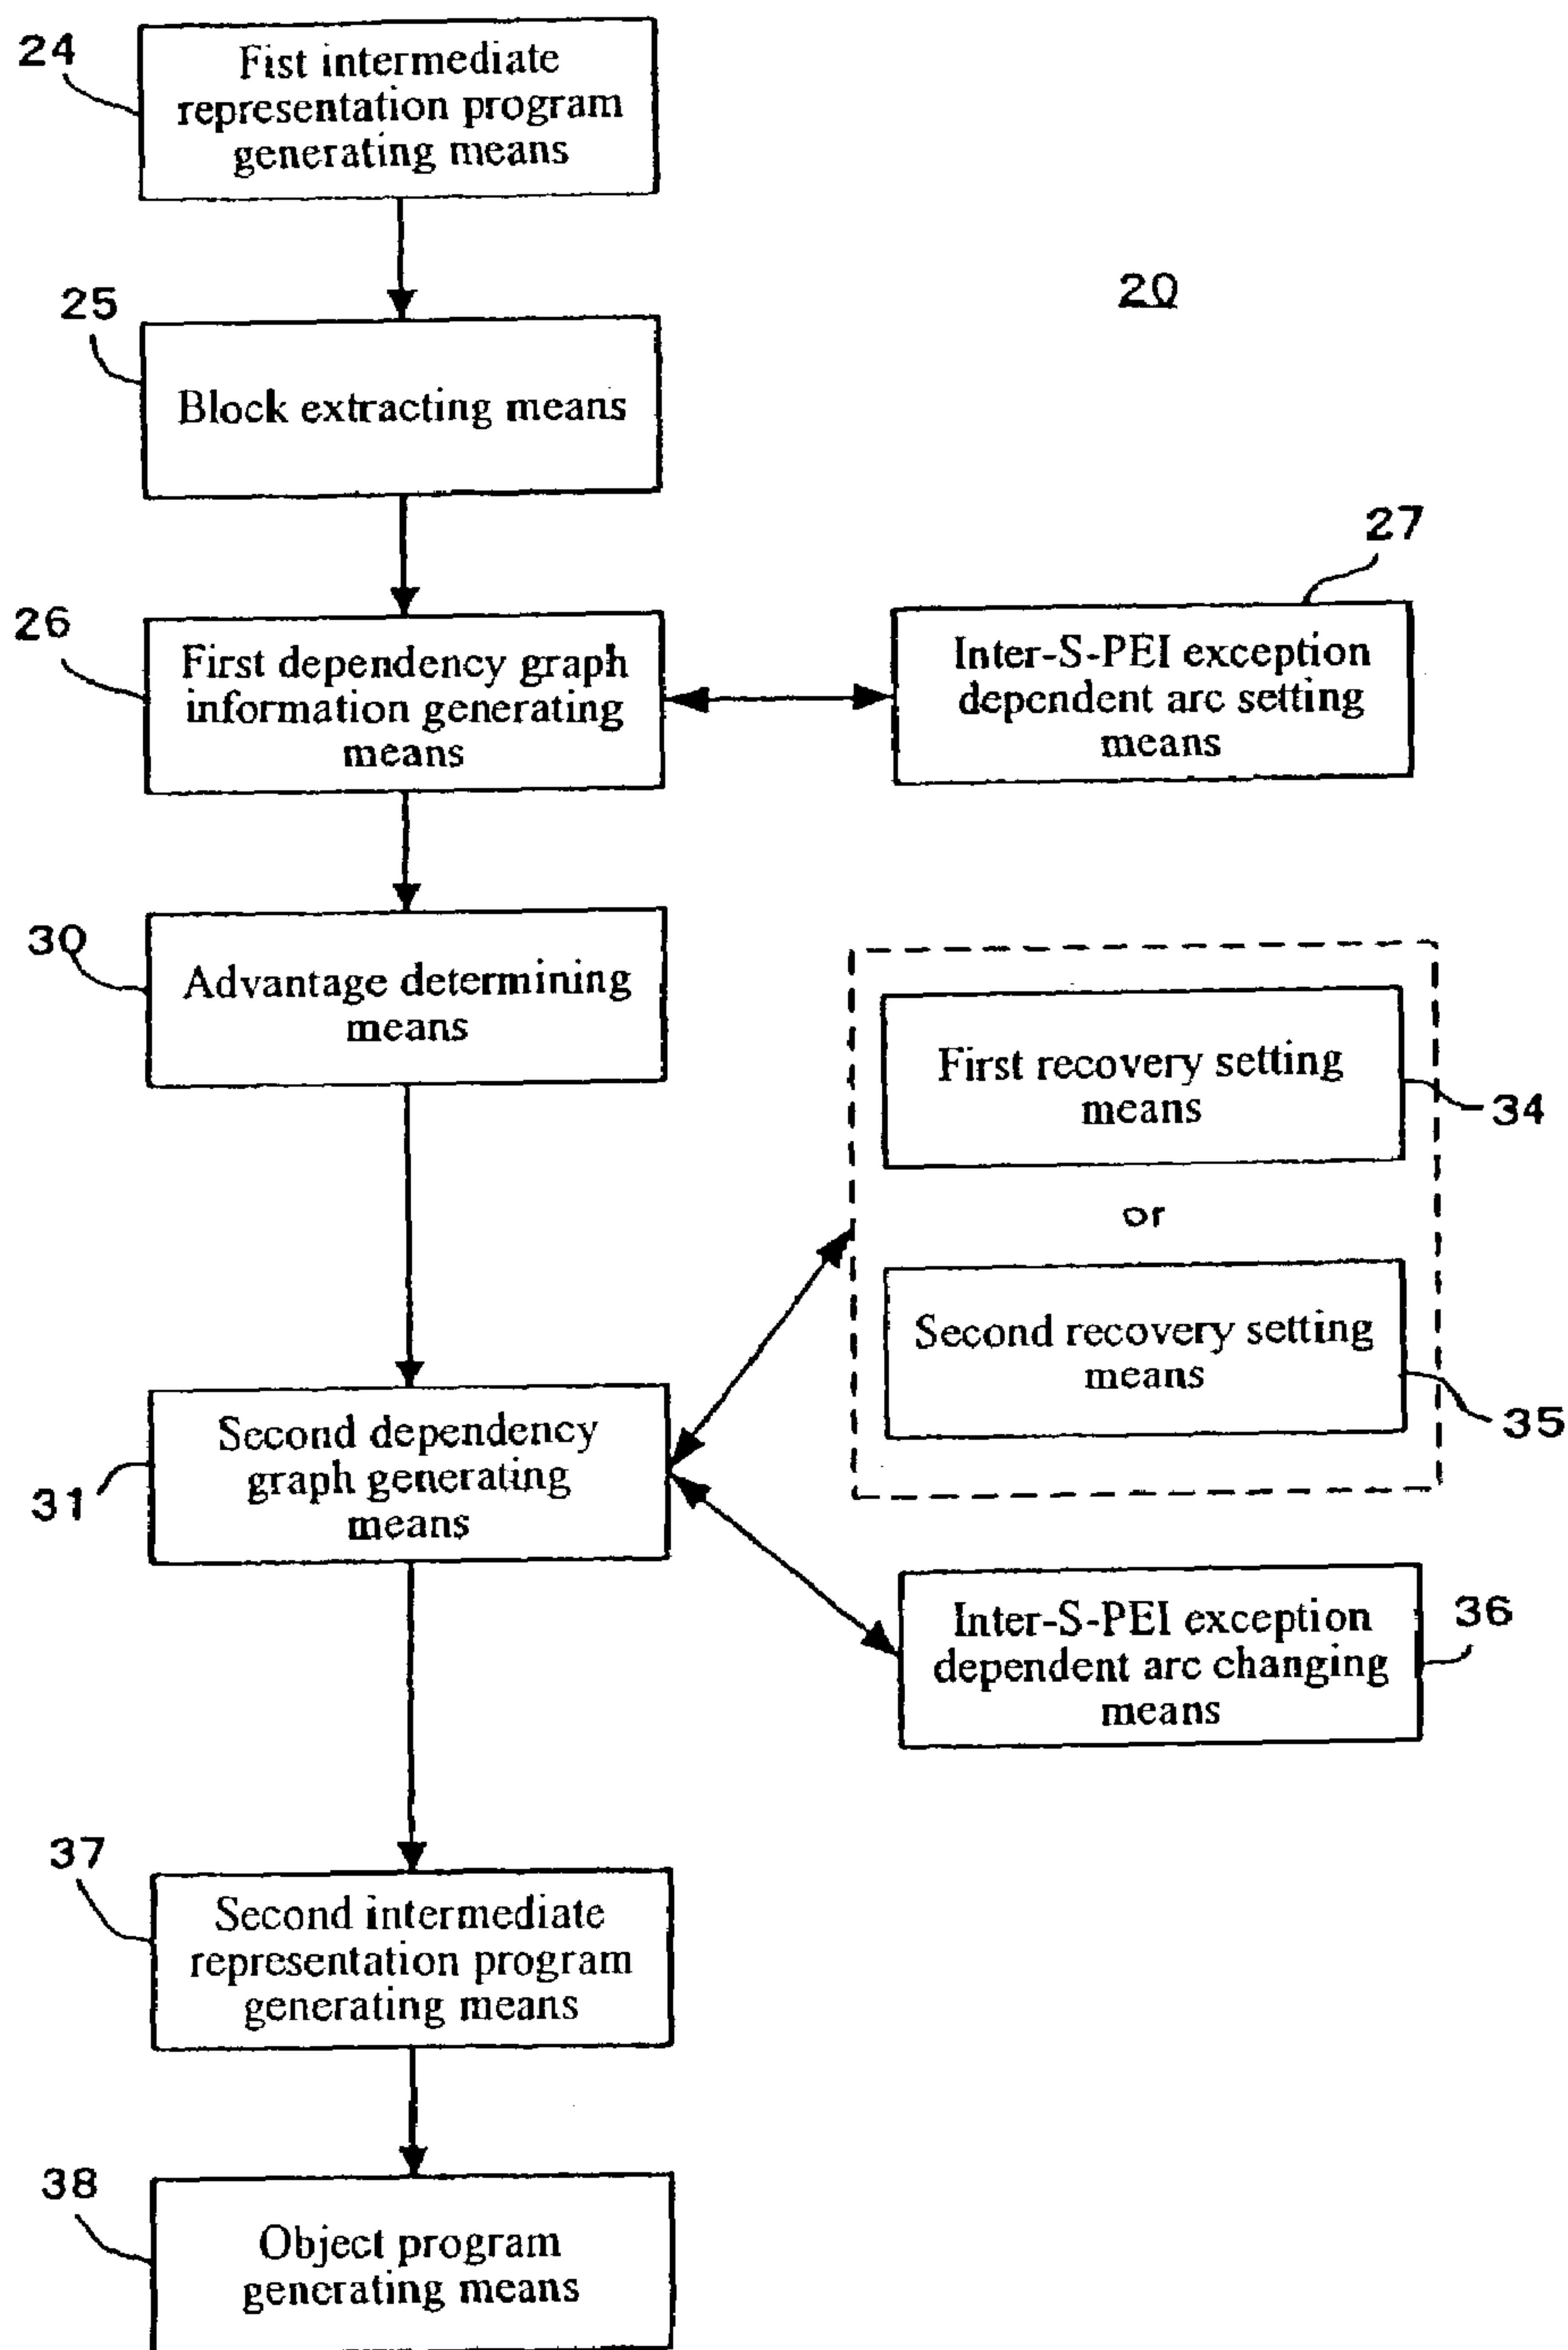 24
Fist intermediate
representation program
generating means
20
25
Block extracting means
27
26
First dependency graph
information generating
means
Inter-S-PEI exception
dependent arc setting
means
30
Advantage determining
means
First recovery setting
means
34
or
Second recovery setting
means
35
31
Second dependency
graph generating
means
Inter-S-PEI exception
dependent arc changing
means
36
37
Second intermediate
representation program
generating means
38
Object program
generating means